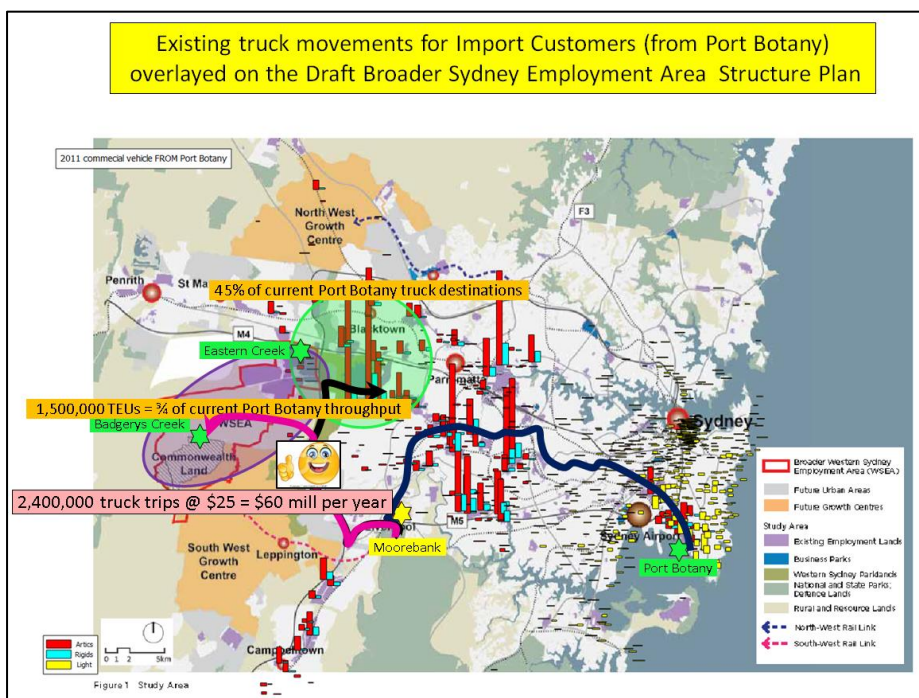 Existing truck movements for Import Customers (from Port Botany)
overlayed on the Draft Broader Sydney Employment Area Structure Plan
2011 commecial vehicle FROM Port Botany
F3
North West
Growth
Centre
Penrith
St Ma
45% of current Port Botany truck destinations
M4
Blacktown
Eastern Creek
Parramatta
1,500,000 TEUs = ¾ of current Port Botany throughput
WSEA
Badgerys Creek
Sydney
Commonwealth
Land
2,400,000 truck trips @ $25 = $60 mill per year
Liverpool
M5
Moorebank
Sydney Airport
Port Botany
South West
Growth
Centre
Leppington
Campbelltown
Broader Western Sydney
Employment Area (WSEA)
Future Urban Areas
Future Growth Centres
Study Area
Existing Employment Lands
Business Parks
Western Sydney Parklands
National and State Parks;
Defence Lands
Rural and Resource Lands
North-West Rail Link
South-West Rail Link
Artics
Rigids
Light
0 1 2 5km
Figure 1 Study Area